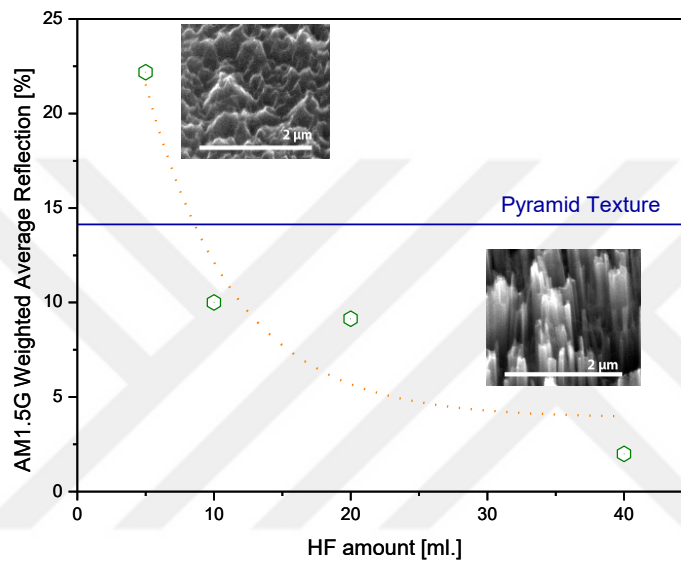 AM1.5G Weighted Average Reflection [%]
25
20
15
10
5
0
2 µm
Pyramid Texture
2 µm
0 10 20 30 40
HF amount [ml.]